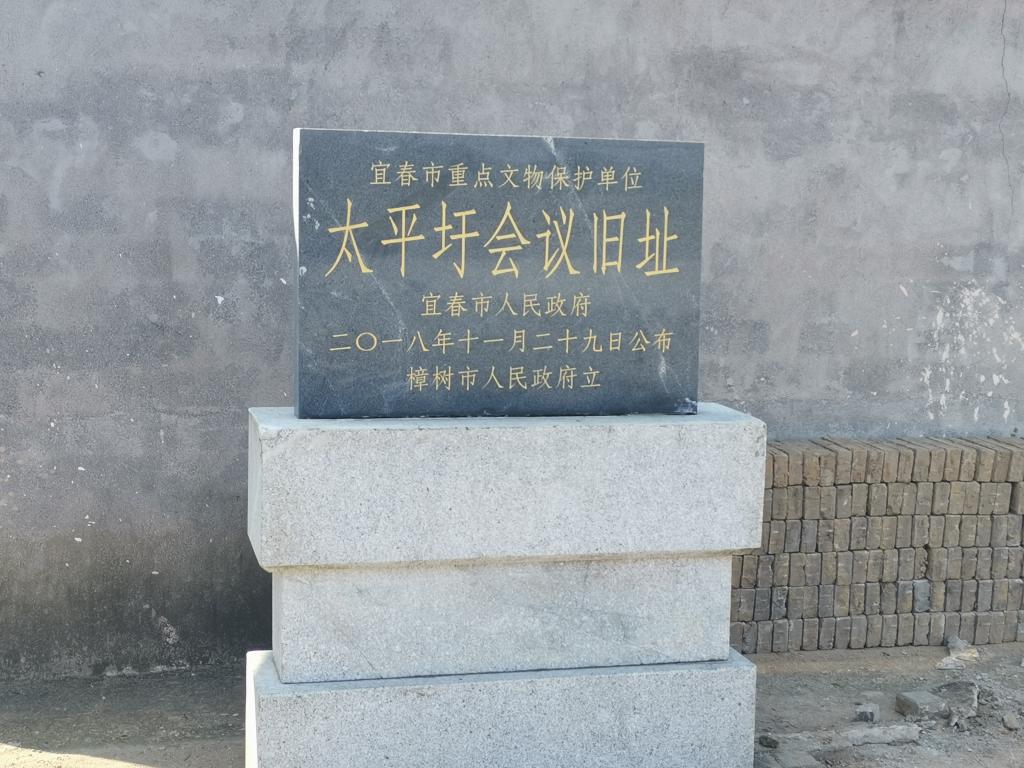 宜春市重点文物保护单位
太平圩会议旧址
宜春市人民政府
二〇一八年十一月二十九日公布
樟树市人民政府立